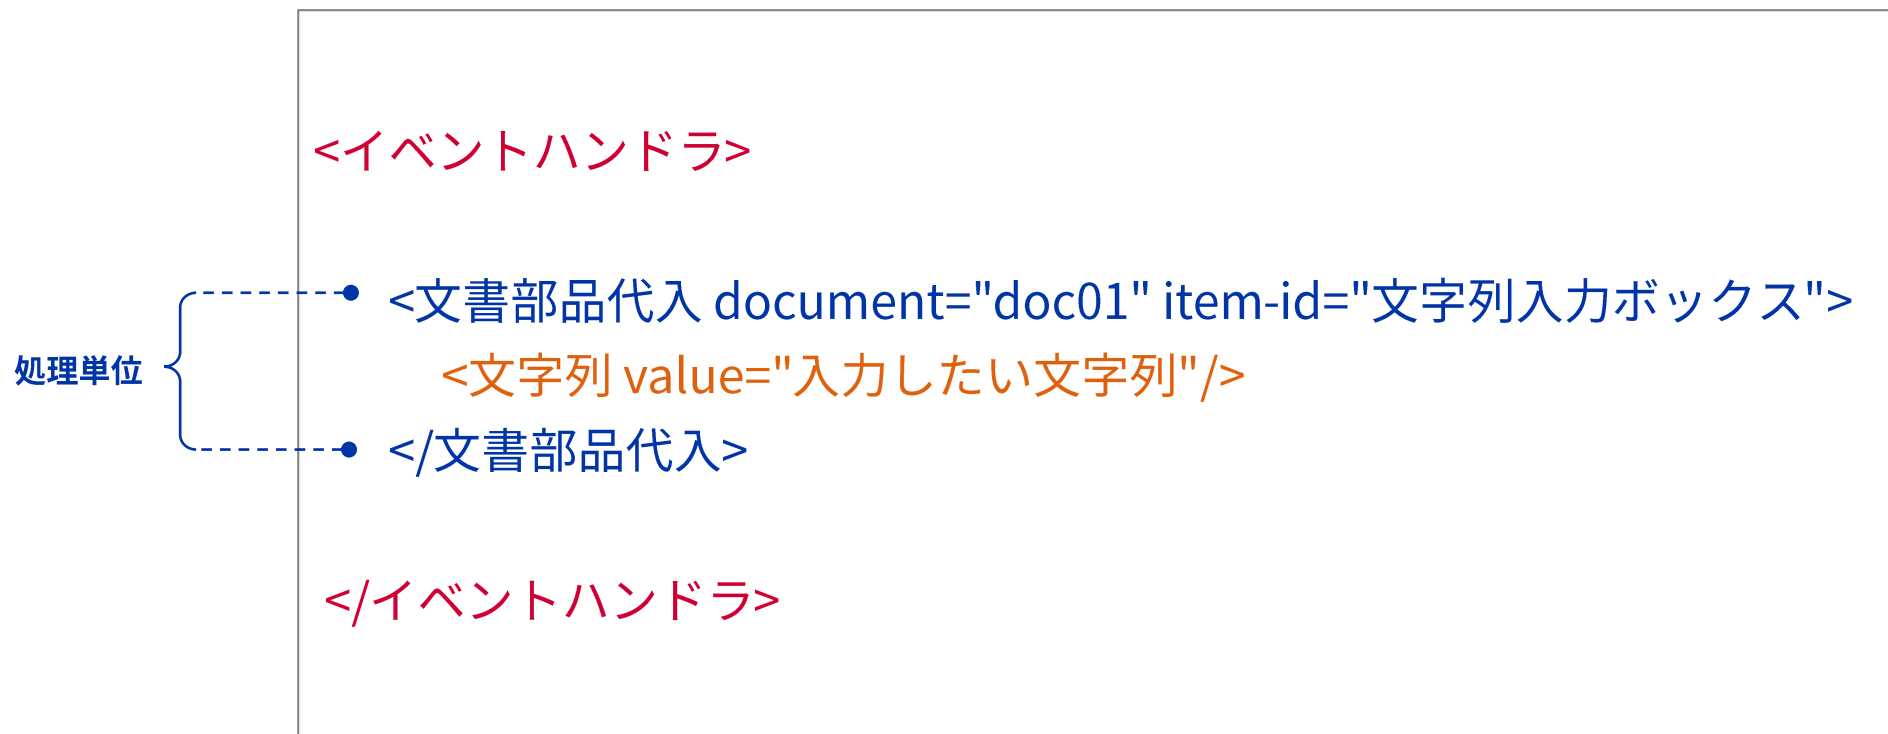 <イベントハンドラ>
<文書部品代入 document="doc01" item-id="文字列入力ボックス">
処理単位
<文字列 value="入力したい文字列"/>
</文書部品代入>
</イベントハンドラ>